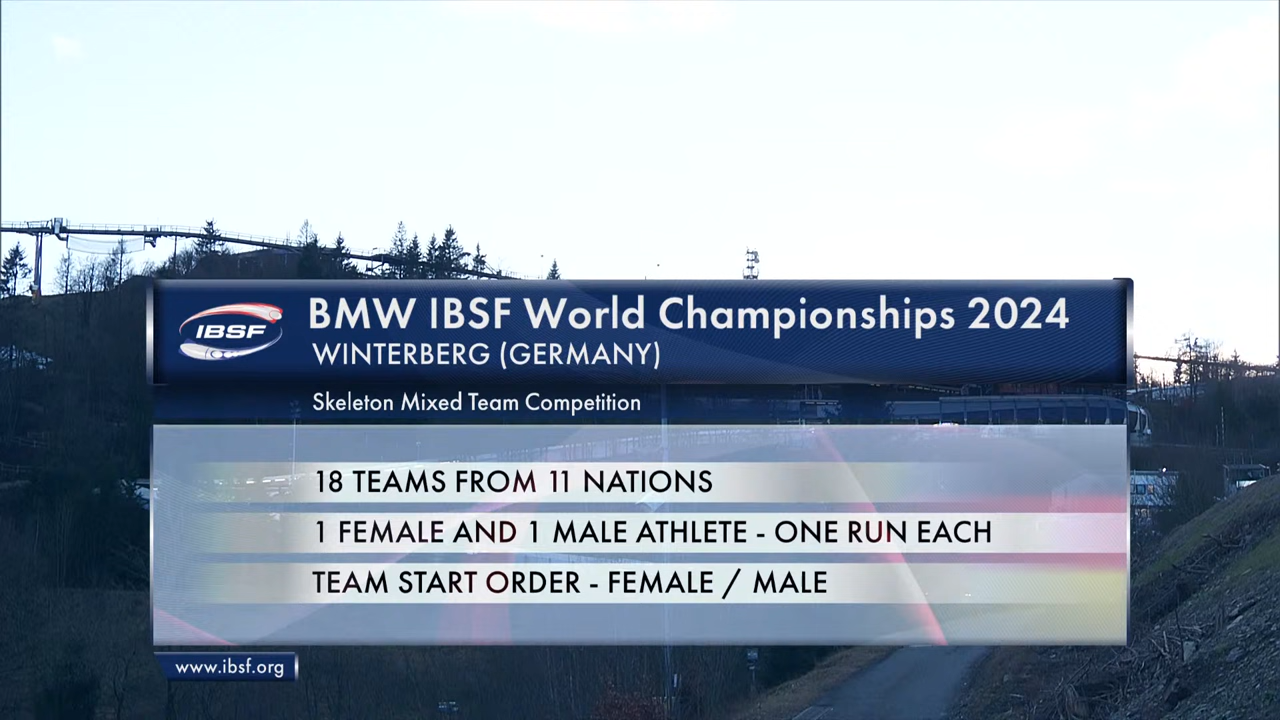 IBSF
BMW IBSF World Championships 2024
WINTERBERG (GERMANY)
Skeleton Mixed Team Competition
18 TEAMS FROM 11 NATIONS
1 FEMALE AND 1 MALE ATHLETE - ONE RUN EACH
TEAM START ORDER - FEMALE / MALE
www.ibsf.org